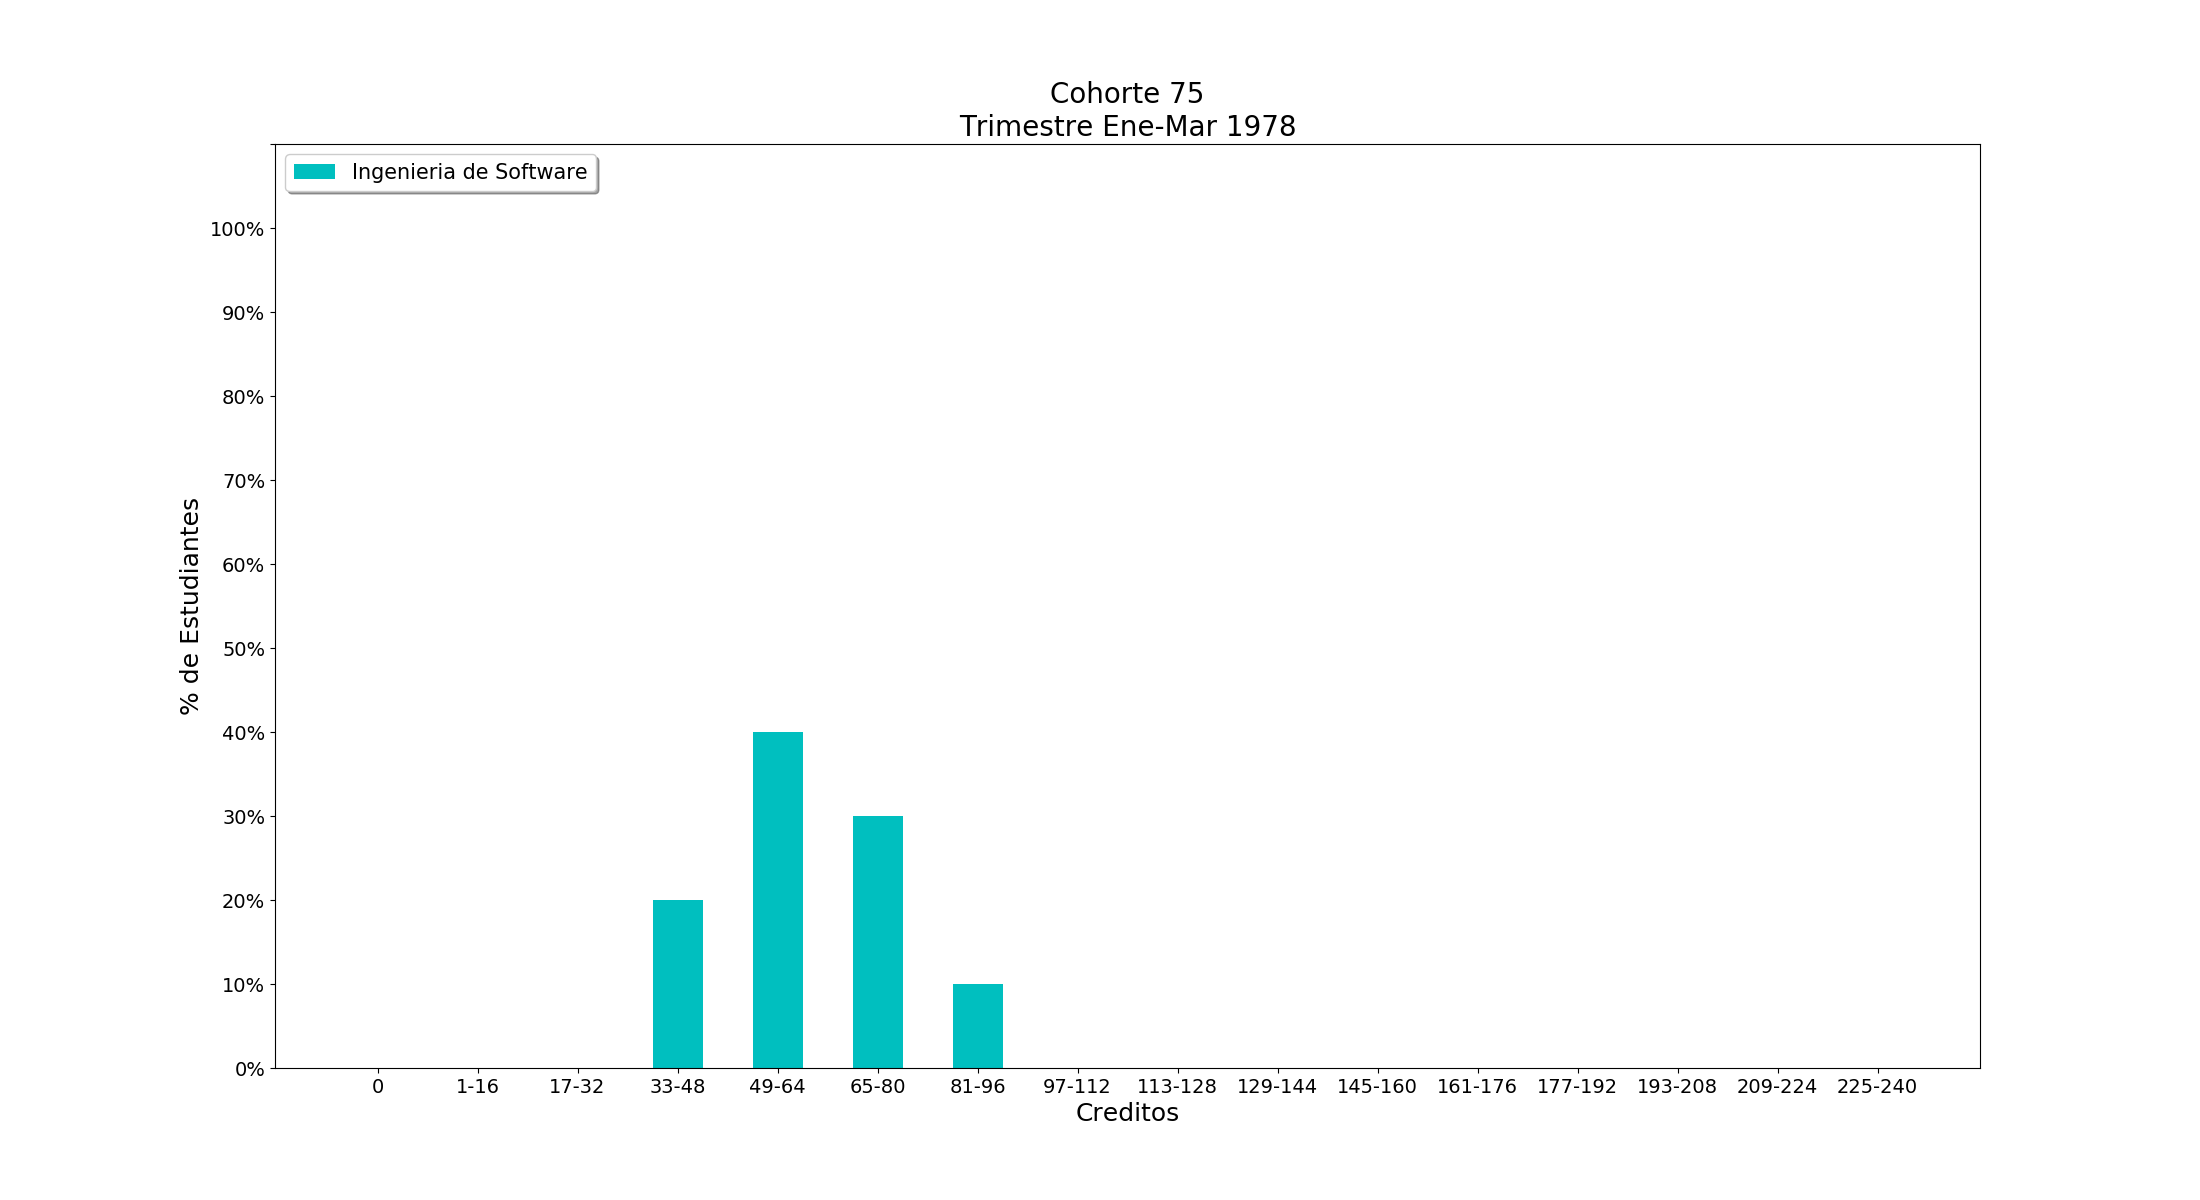 Cohorte 75
Trimestre Ene-Mar 1978
Ingenieria de Software
100%
90%
80%
70%
60%
50%
40%
30%
20%
10%
0%
% de Estudiantes
0 1-16 17-32 33-48 49-64 65-80 81-96 97-112 113-128 129-144 145-160 161-176 177-192 193-208 209-224 225-240
Creditos